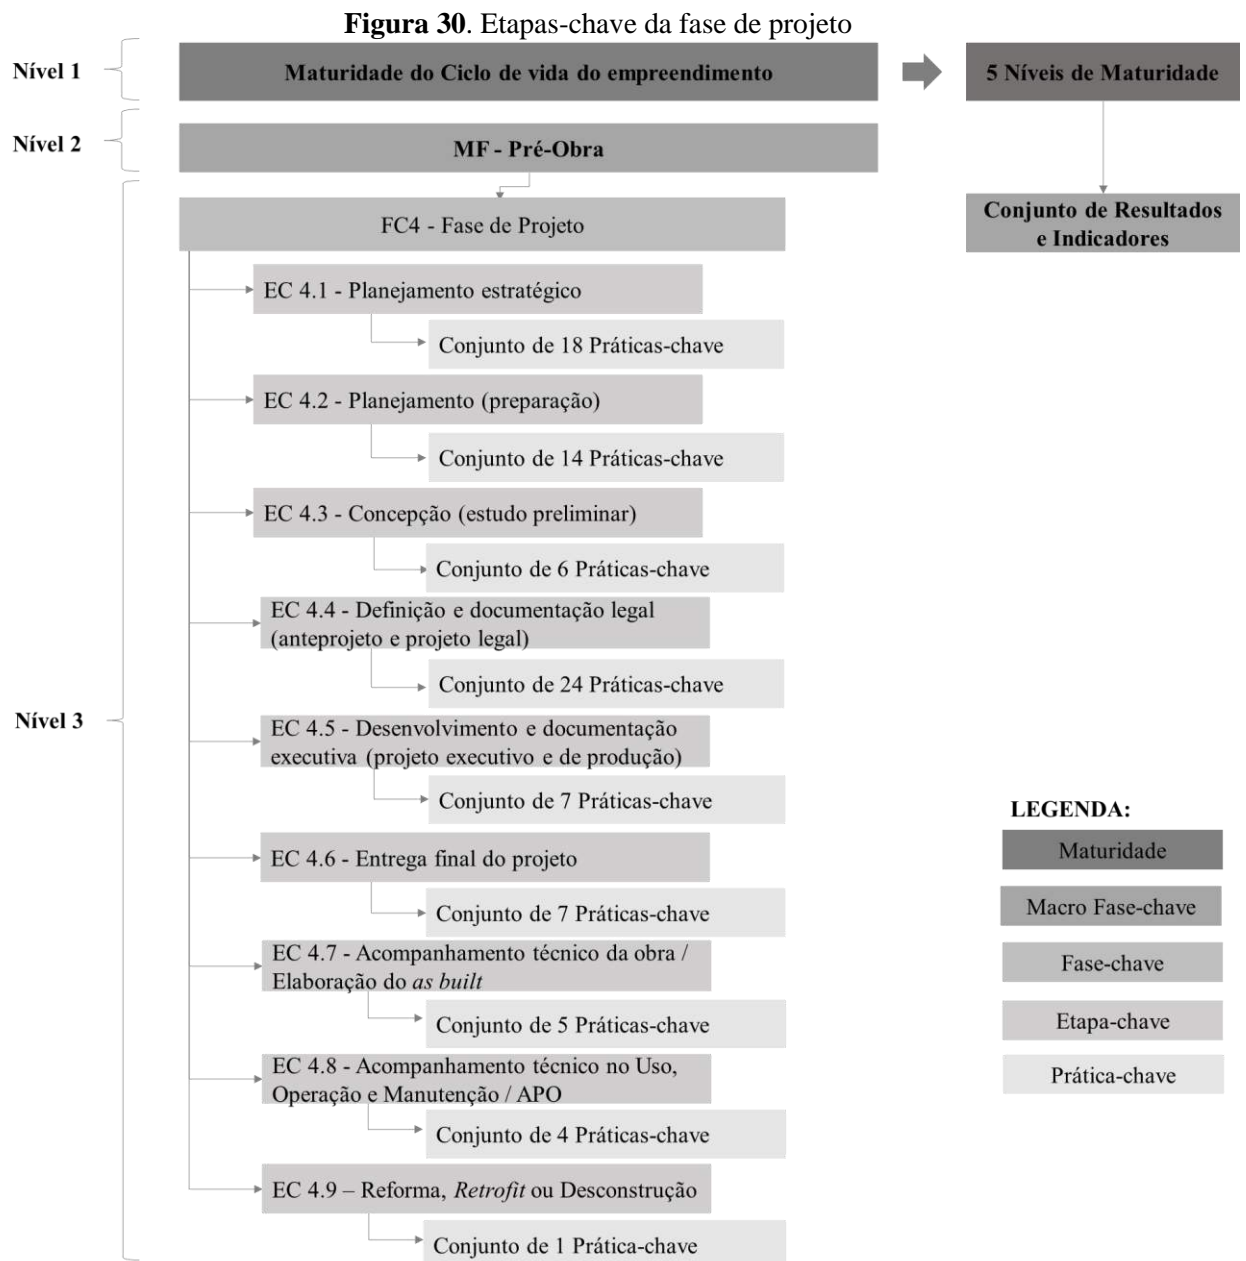 Figura 30. Etapas-chave da fase de projeto
Nível 1
Maturidade do Ciclo de vida do empreendimento
5 Níveis de Maturidade
Nível 2
MF - Pré-Obra
Conjunto de Resultados
e Indicadores
Nível 3
FC4 - Fase de Projeto
EC 4.1 - Planejamento estratégico
Conjunto de 18 Práticas-chave
EC 4.2 - Planejamento (preparação)
Conjunto de 14 Práticas-chave
EC 4.3 - Concepção (estudo preliminar)
Conjunto de 6 Práticas-chave
EC 4.4 - Definição e documentação legal
(anteprojeto e projeto legal)
Conjunto de 24 Práticas-chave
EC 4.5 - Desenvolvimento e documentação
executiva (projeto executivo e de produção)
Conjunto de 7 Práticas-chave
EC 4.6 - Entrega final do projeto
Conjunto de 7 Práticas-chave
EC 4.7 - Acompanhamento técnico da obra /
Elaboração do as built
Conjunto de 5 Práticas-chave
EC 4.8 - Acompanhamento técnico no Uso,
Operação e Manutenção / APO
Conjunto de 4 Práticas-chave
EC 4.9 – Reforma, Retrofit ou Desconstrução
Conjunto de 1 Prática-chave
LEGENDA:
Maturidade
Macro Fase-chave
Fase-chave
Etapa-chave
Prática-chave